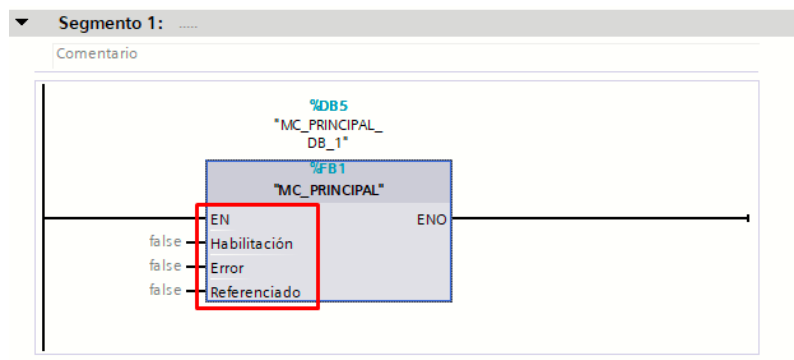 Segmento 1: .....
Comentario
%DB5
"MC_PRINCIPAL_
DB_1"
%FB1
"MC_PRINCIPAL"
EN ENO
false Habilitación
false Error
false Referenciado